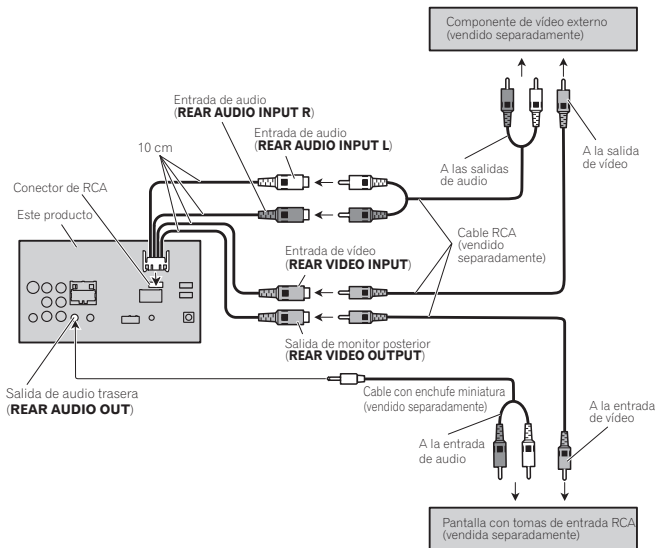 Componente de vídeo externo
(vendido separadamente)
Entrada de audio
(REAR AUDIO INPUT R)
Entrada de audio
(REAR AUDIO INPUT L)
10 cm
A las salidas
de audio
A la salida
de vídeo
Conector de RCA
Este producto
Cable RCA
(vendido
separadamente)
Entrada de vídeo
(REAR VIDEO INPUT)
Salida de monitor posterior
(REAR VIDEO OUTPUT)
Salida de audio trasera
(REAR AUDIO OUT)
Cable con enchufe miniatura
(vendido separadamente)
A la entrada
de audio
A la entrada
de vídeo
Pantalla con tomas de entrada RCA
(vendida separadamente)